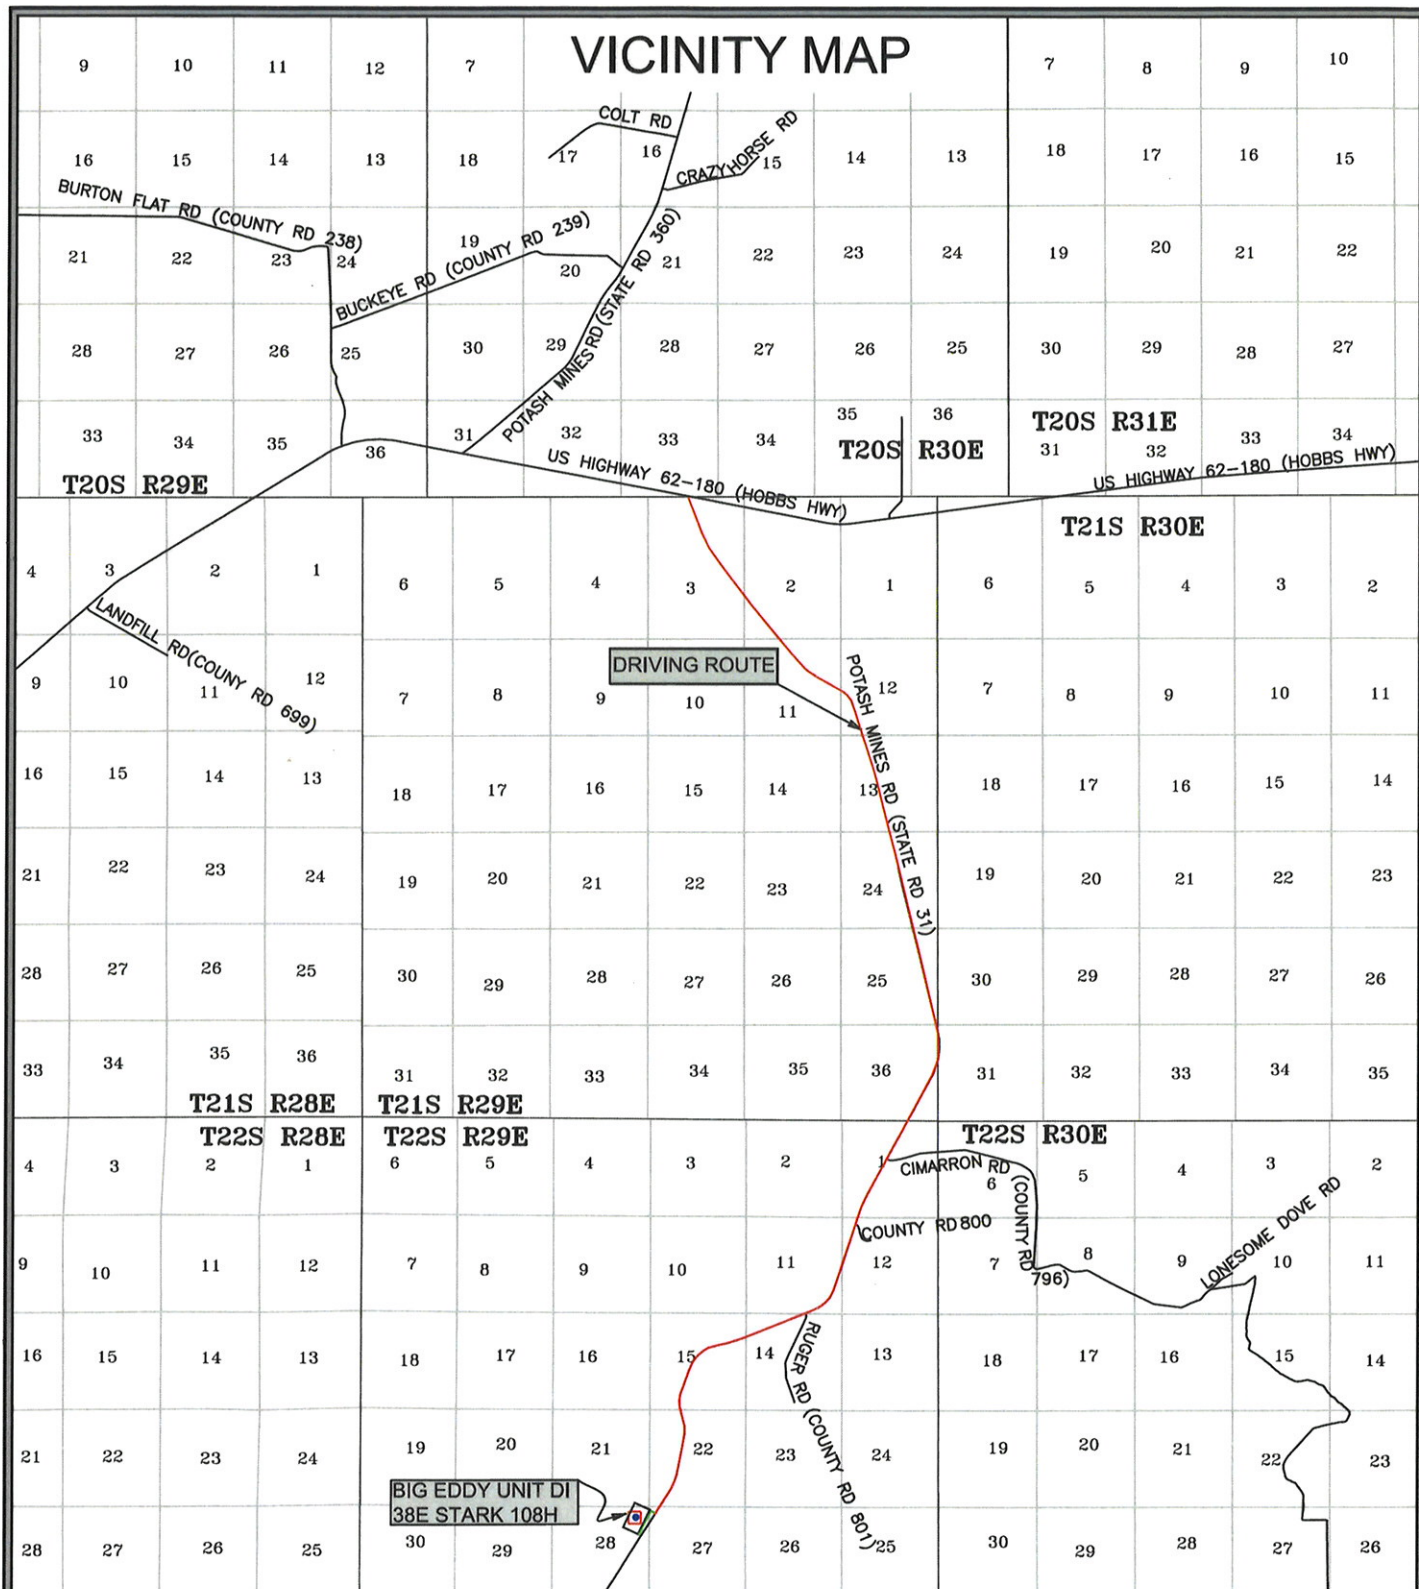 VICINITY MAP
9 10 11 12 7 7 8 9 10
COLT RD
CRAZYHORSE RD
16 15 14 13 18 17 16 15 14 13 18 17 16 15
BURTON FLAT RD (COUNTY RD 238)
BUCKEYE RD (COUNTY RD 239)
POTASH MINES RD (STATE RD 360)
21 22 23 24 19 20 21 22 23 24 19 20 21 22
28 27 26 25 30 29 28 27 26 25 30 29 28 27
33 34 35 36 31 32 33 34 35 36 31 32 33 34
T20S R29E
T20S R30E
T20S R31E
US HIGHWAY 62-180 (HOBBS HWY)
US HIGHWAY 62-180 (HOBBS HWY)
T21S R30E
4 3 2 1 6 5 4 3 2 1 6 5 4 3 2
LANDFILL RD(COUNY RD 699)
DRIVING ROUTE
POTASH MINES RD (STATE RD 31)
9 10 11 12 7 8 9 10 11 12 7 8 9 10 11
16 15 14 13 18 17 16 15 14 13 18 17 16 15 14
21 22 23 24 19 20 21 22 23 24 19 20 21 22 23
28 27 26 25 30 29 28 27 26 25 30 29 28 27 26
33 34 35 36 31 32 33 34 35 36 31 32 33 34 35
T21S R28E
T21S R29E
T22S R28E
T22S R29E
T22S R30E
4 3 2 1 6 5 4 3 2 1 6 5 4 3 2
CIMARRON RD (COUNTY RD 796)
COUNTY RD 800
LONESOME DOVE RD
9 10 11 12 7 8 9 10 11 12 7 8 9 10 11
16 15 14 13 18 17 16 15 14 13 18 17 16 15 14
RUGER RD (COUNTY RD 801)
21 22 23 24 19 20 21 22 23 24 19 20 21 22 23
BIG EDDY UNIT DI
38E STARK 108H
28 27 26 25 30 29 28 27 26 25 30 29 28 27 26